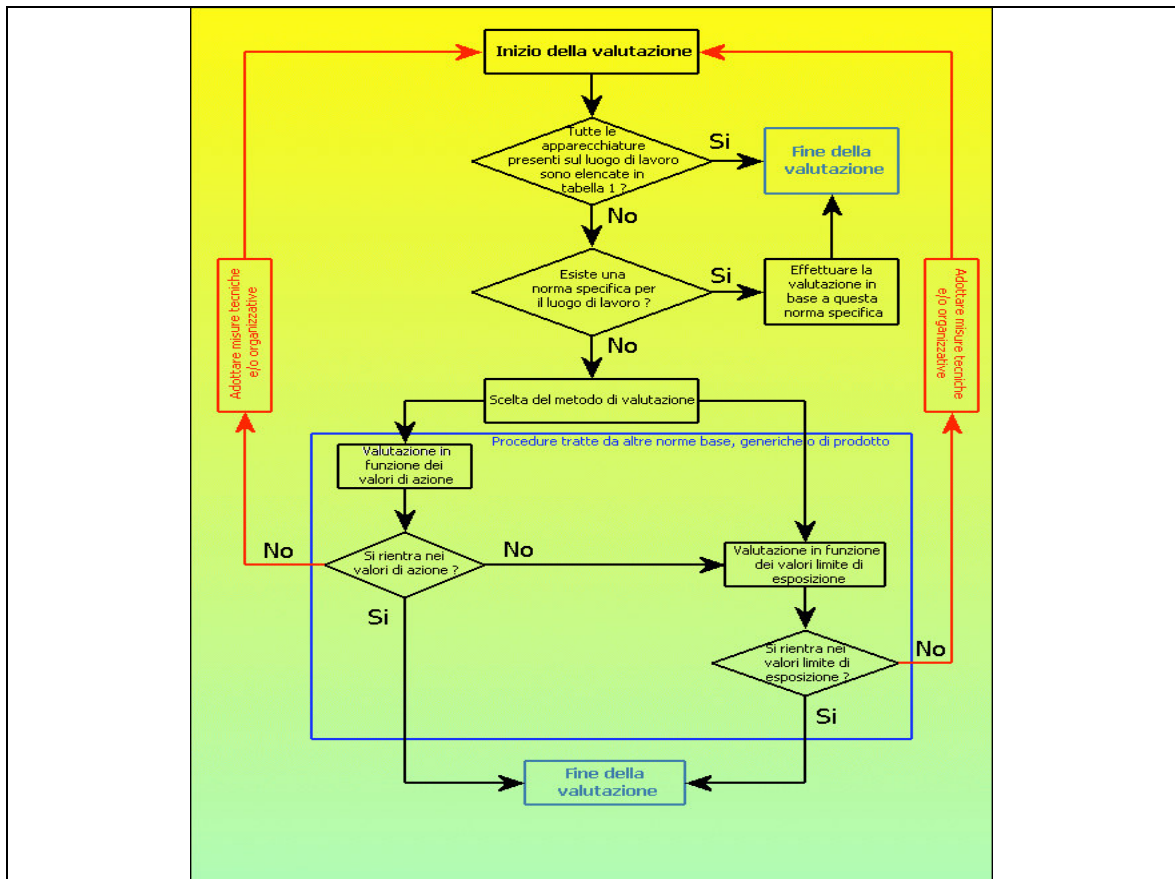 Inizio della valutazione
Tutte le
apparecchiature
presenti sul luogo di lavoro
sono elencate in
tabella 1 ?
Si
Fine della
valutazione
No
Esiste una
norma specifica per
il luogo di lavoro ?
Si
Effettuare la
valutazione in
base a questa
norma specifica
No
Adottare misure tecniche
e/o organizzative
Adottare misure tecniche
e/o organizzative
Scelta del metodo di valutazione
Procedure tratte da altre norme base, generiche o di prodotto
Valutazione in
funzione dei
valori di azione
No
Si rientra nei
valori di azione ?
No
Valutazione in funzione
dei valori limite di
esposizione
Si
Si rientra nei
valori limite di
esposizione ?
No
Si
Fine della
valutazione